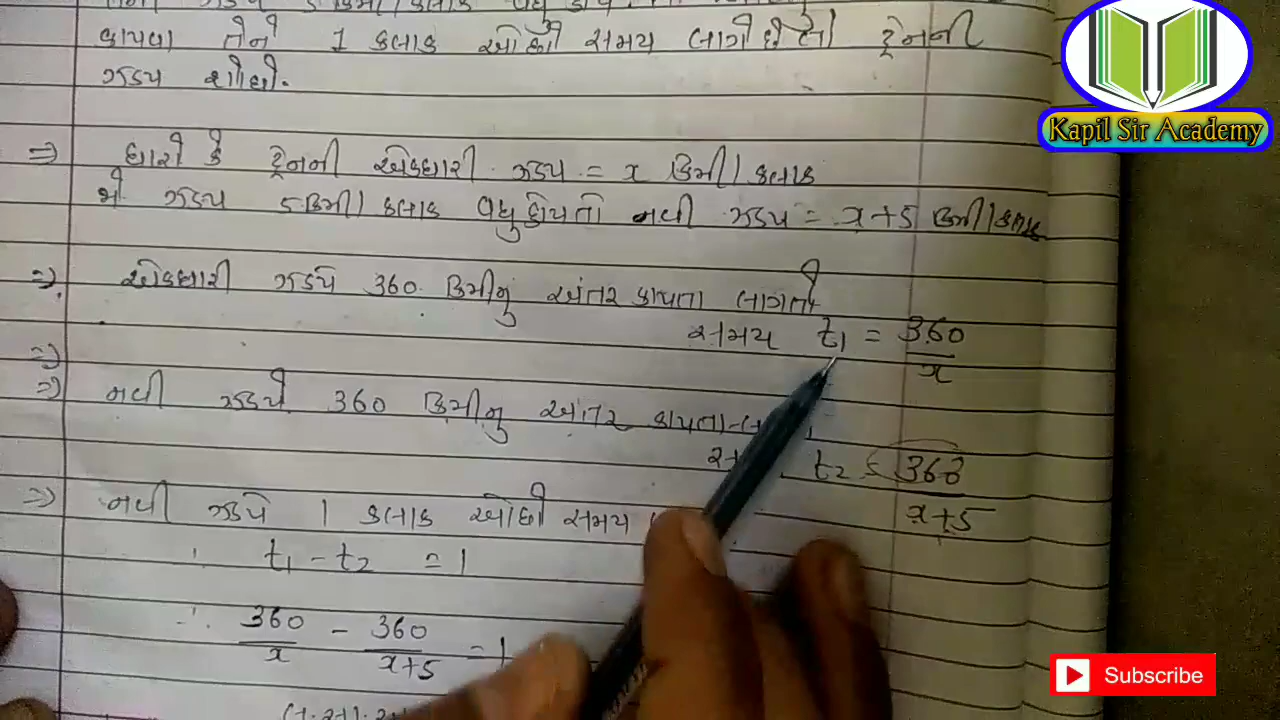 કાપવા તેને 1 કલાક ઓછો સમય લાગે છે તો ટ્રેનની
ઝડપ શોધો.
⇒ ધારો કે ટ્રેનની એકધારી ઝડપ = x કિમી/કલાક
જો ઝડપ 5 કિમી/કલાક વધુ હોય તો નવી ઝડપ = x+5 કિમી/કલાક
⇒ એકધારી ઝડપે 360 કિમીનું અંતર કાપતા લાગતો
સમય t1 = 360/x
⇒
⇒ નવી ઝડપે 360 કિમીનું અંતર કાપતા
t2 = 360/x+5
⇒ નવી ઝડપે 1 કલાક ઓછો સમય
t1 - t2 = 1
∴ 360/x - 360/x+5 = 1
Kapil Sir Academy
Subscribe